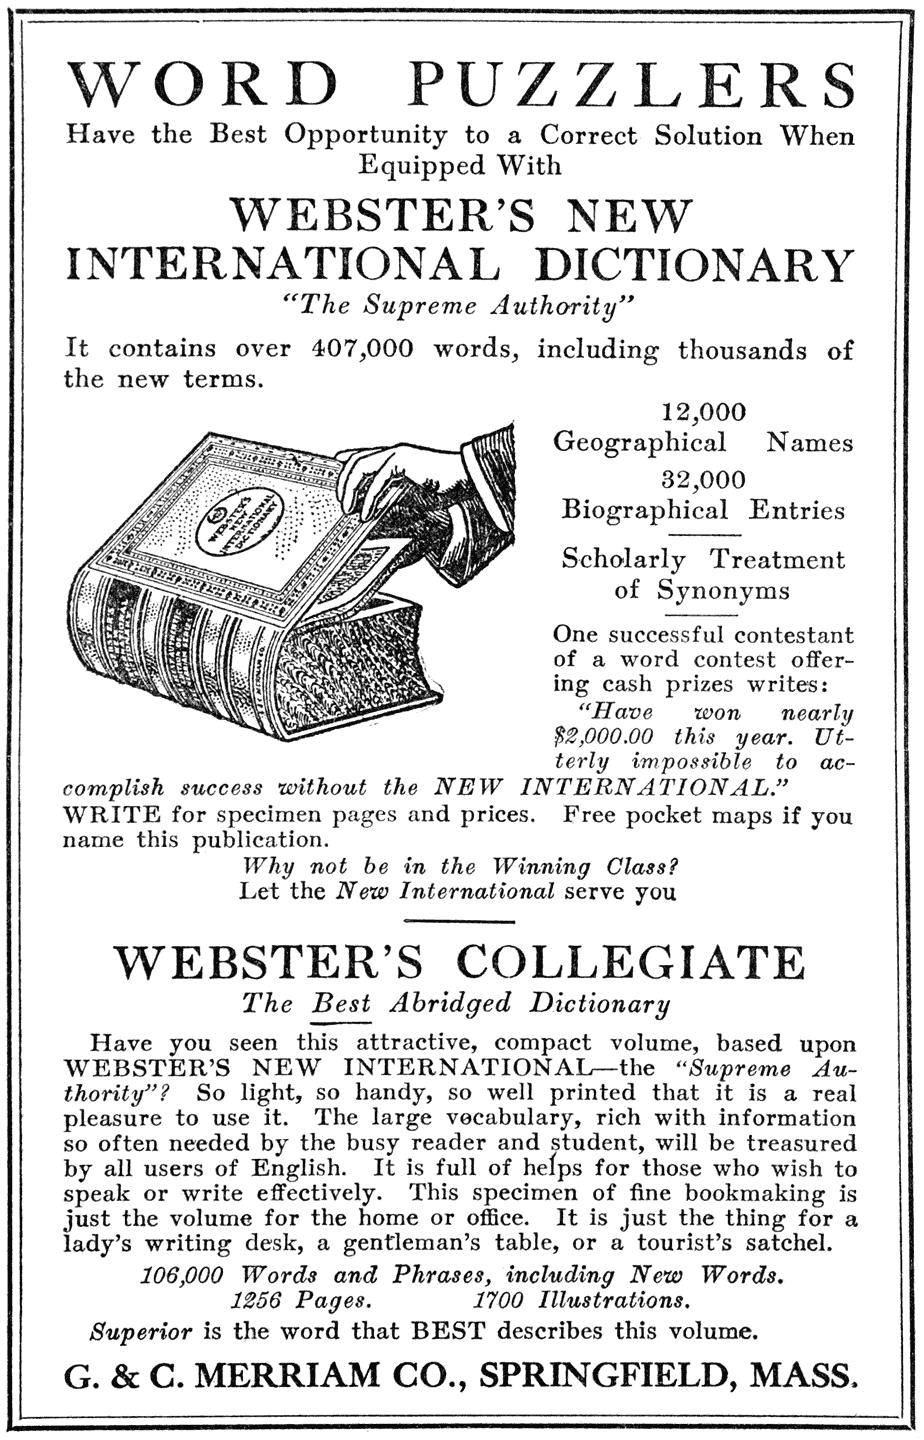 WORD PUZZLERS
Have the Best Opportunity to a Correct Solution When
Equipped With
WEBSTER'S NEW
INTERNATIONAL DICTIONARY
"The Supreme Authority"
It contains over 407,000 words, including thousands of
the new terms.
WEBSTER'S
NEW
INTERNATIONAL
DICTIONARY
12,000
Geographical Names
32,000
Biographical Entries
Scholarly Treatment
of Synonyms
One successful contestant
of a word contest offer-
ing cash prizes writes:
"Have won nearly
$2,000.00 this year. Ut-
terly impossible to ac-
complish success without the NEW INTERNATIONAL."
WRITE for specimen pages and prices. Free pocket maps if you
name this publication.
Why not be in the Winning Class?
Let the New International serve you
WEBSTER'S COLLEGIATE
The Best Abridged Dictionary
Have you seen this attractive, compact volume, based upon
WEBSTER'S NEW INTERNATIONAL—the "Supreme Au-
thority"? So light, so handy, so well printed that it is a real
pleasure to use it. The large vocabulary, rich with information
so often needed by the busy reader and student, will be treasured
by all users of English. It is full of helps for those who wish to
speak or write effectively. This specimen of fine bookmaking is
just the volume for the home or office. It is just the thing for a
lady's writing desk, a gentleman's table, or a tourist's satchel.
106,000 Words and Phrases, including New Words.
1256 Pages. 1700 Illustrations.
Superior is the word that BEST describes this volume.
G. & C. MERRIAM CO., SPRINGFIELD, MASS.